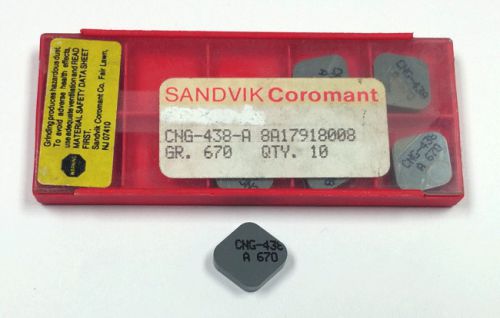 Grinding produces hazardous dust.
To avoid adverse health effects,
use adequate ventilation and READ
MATERIAL SAFETY DATA SHEET
FIRST.
Sandvik Coromant Co. Fair Lawn,
NJ 07410
WARNING
SANDVIK Coromant
CNG-438-A 8A17918008
GR. 670 QTY. 10
CNG-438
A 670
CNG-438
A 670
CNG-438
A 670